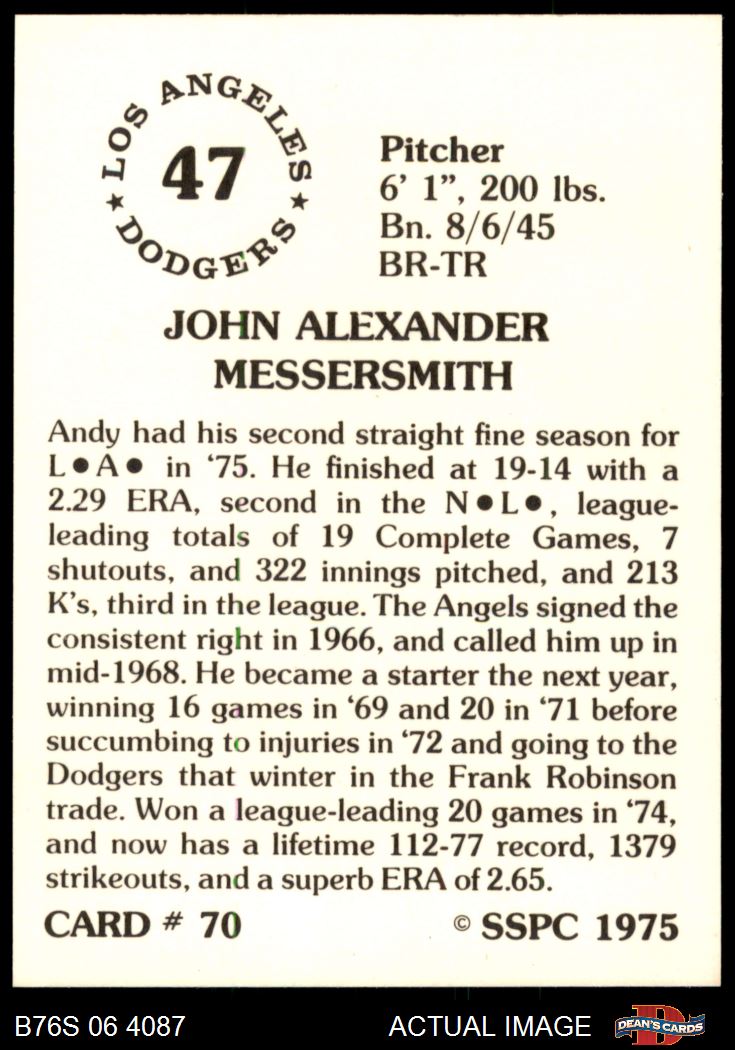 LOS ANGELES
47
★ DODGERS ★
Pitcher
6’ 1”, 200 lbs.
Bn. 8/6/45
BR-TR
JOHN ALEXANDER
MESSERSMITH
Andy had his second straight fine season for
L●A● in ‘75. He finished at 19-14 with a
2.29 ERA, second in the N●L●, league-
leading totals of 19 Complete Games, 7
shutouts, and 322 innings pitched, and 213
K’s, third in the league. The Angels signed the
consistent right in 1966, and called him up in
mid-1968. He became a starter the next year,
winning 16 games in ‘69 and 20 in ‘71 before
succumbing to injuries in ‘72 and going to the
Dodgers that winter in the Frank Robinson
trade. Won a league-leading 20 games in ‘74,
and now has a lifetime 112-77 record, 1379
strikeouts, and a superb ERA of 2.65.
CARD # 70 © SSPC 1975
B76S 06 4087 ACTUAL IMAGE D DEAN'S CARDS